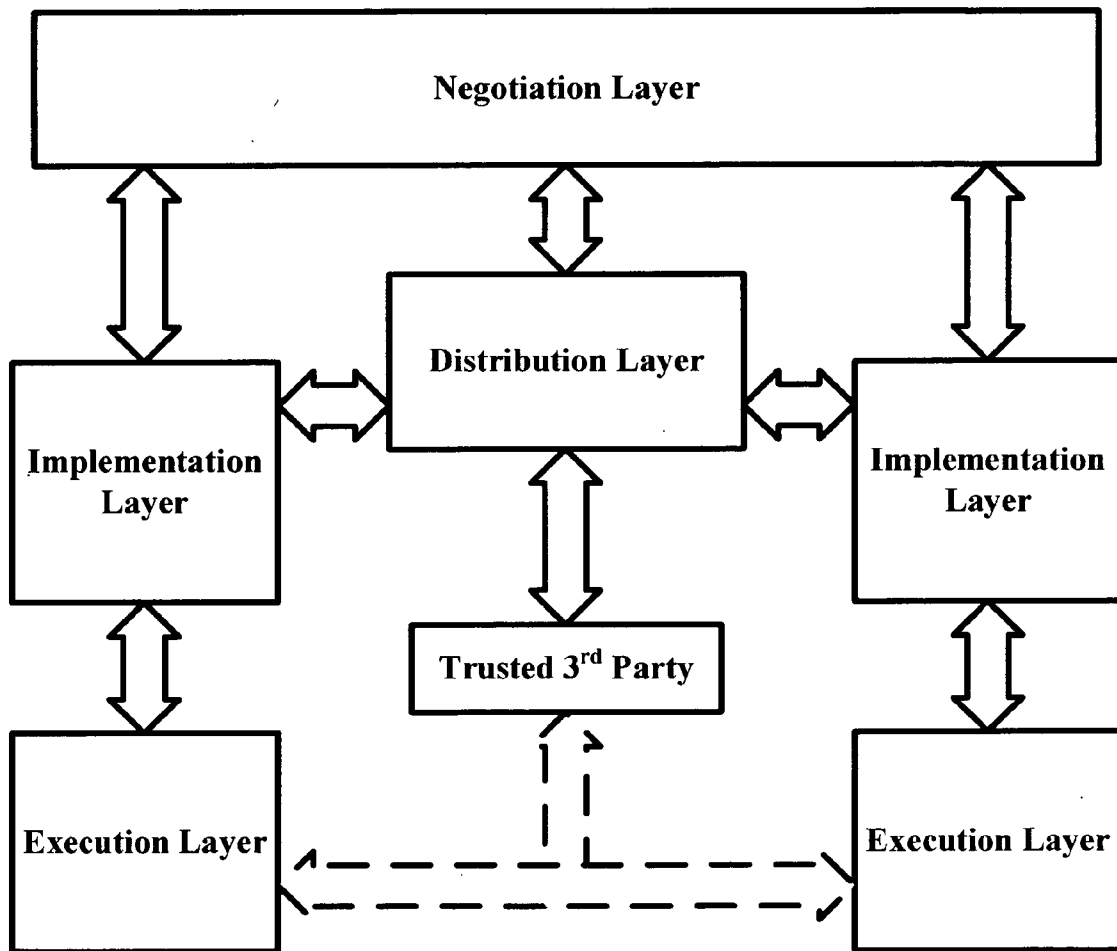 Negotiation Layer
Distribution Layer
Implementation
Layer
Implementation
Layer
Trusted 3rd Party
Execution Layer
Execution Layer